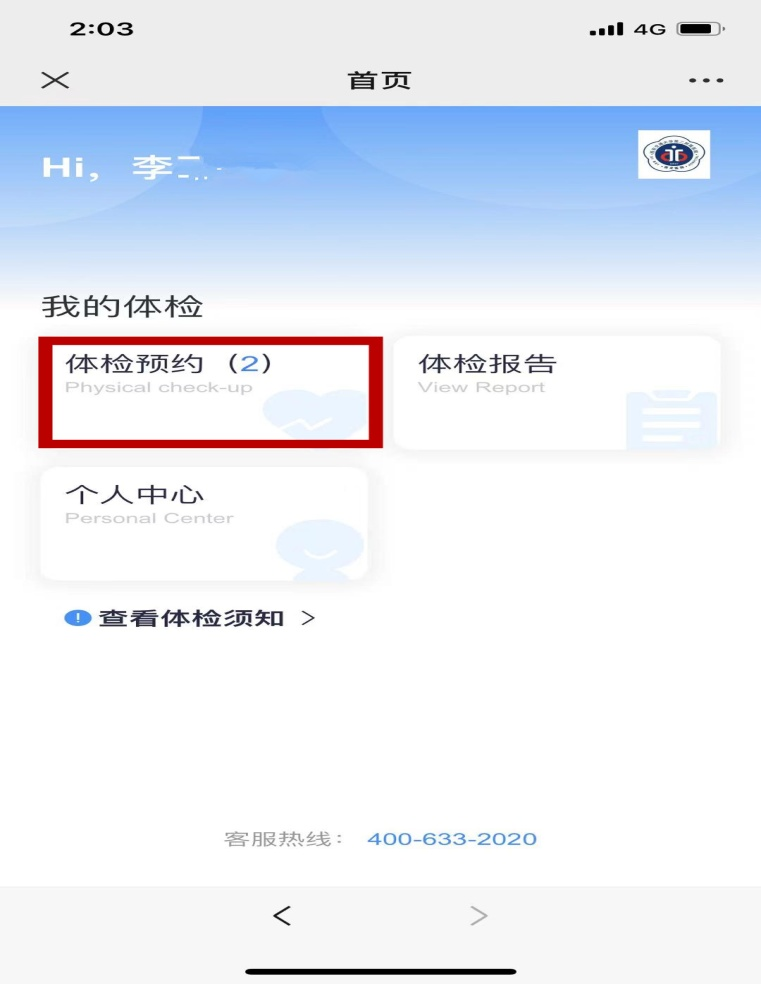 2:03
4G
首页
Hi，李
我的体检
体检预约（2）
Physical check-up
体检报告
View Report
个人中心
Personal Center
查看体检须知 >
客服热线： 400-633-2020